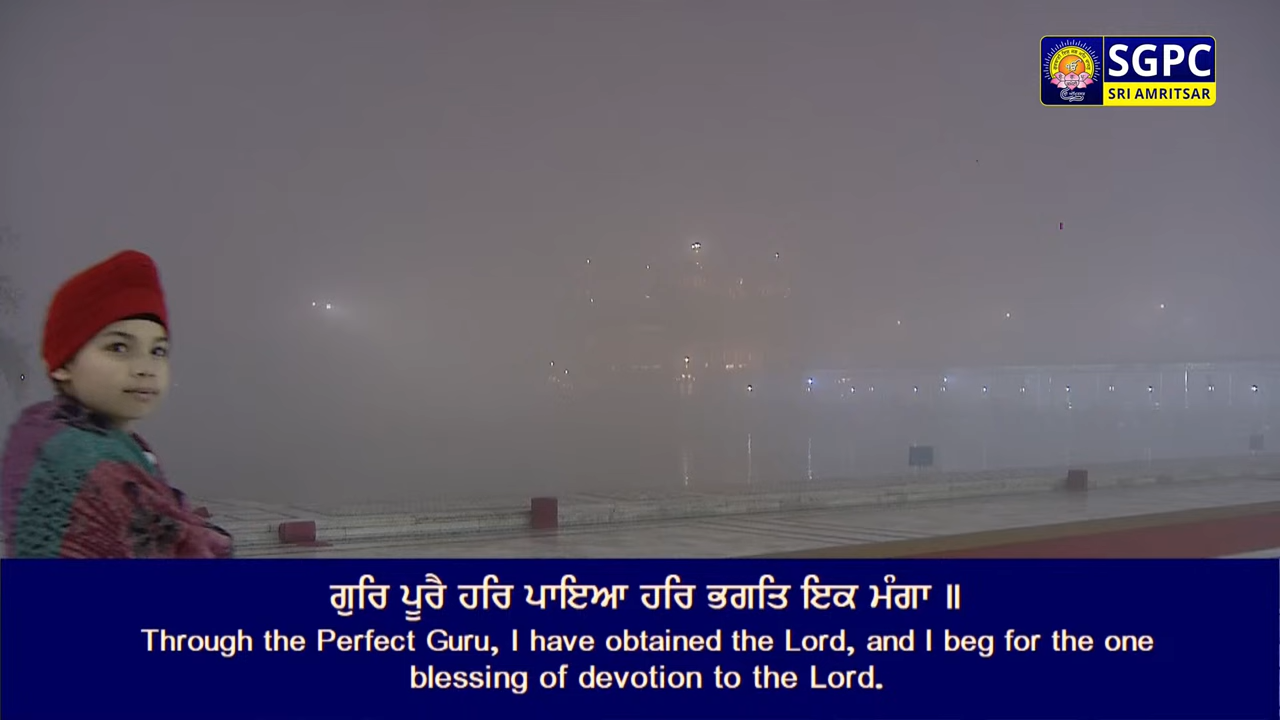 SGPC
SRI AMRITSAR
ਗੁਰਿ ਪੂਰੈ ਹਰਿ ਪਾਇਆ ਹਰਿ ਭਗਤਿ ਇਕ ਮੰਗਾ ॥
Through the Perfect Guru, I have obtained the Lord, and I beg for the one
blessing of devotion to the Lord.